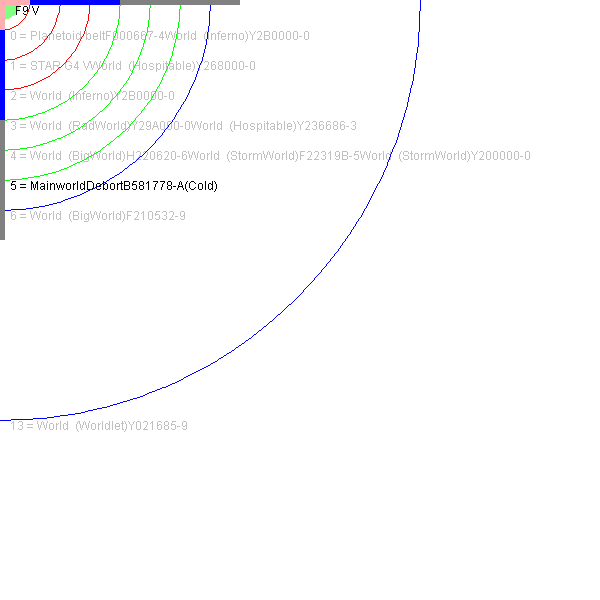 F9 V
0 = Planetoid beltF000667-4World (Inferno)Y2B0000-0
1 = STAR G4 VWorld (Hospitable)Y268000-0
2 = World (Inferno)Y2B0000-0
3 = World (RadWorld)Y29A000-0World (Hospitable)Y236686-3
4 = World (BigWorld)H220620-6World (StormWorld)F22319B-5World (StormWorld)Y200000-0
5 = MainworldDobortB581778-A(Cold)
6 = World (BigWorld)F210532-9
13 = World (Worldlet)Y021685-9